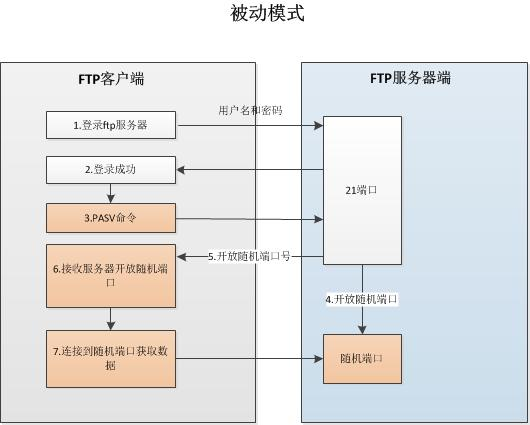 被动模式
FTP客户端
FTP服务器端
用户名和密码
1.登录ftp服务器
2.登录成功
21端口
3.PASV命令
5.开放随机端口号
6.接收服务器开放随机端
口
4.开放随机端口
7.连接到随机端口获取数
据
随机端口